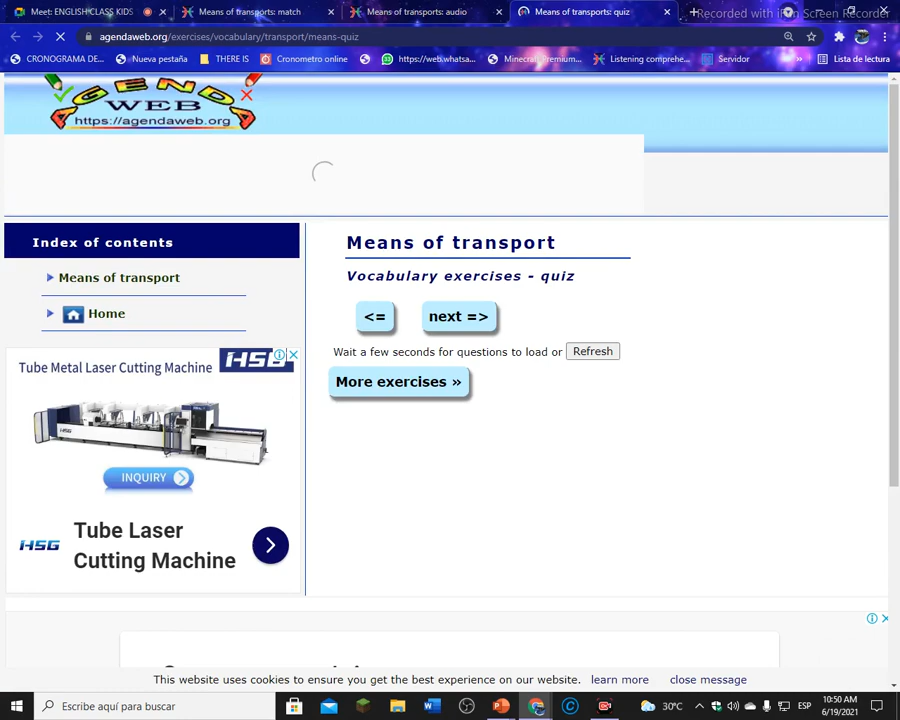 Meet: ENGLISH CLASS KIDS
Means of transport: match
Means of transport: audio
Means of transport: quiz
Recorded with iFun Screen Recorder
agendaweb.org/exercises/vocabulary/transport/means-quiz
CRONOGRAMA DE...
Nueva pestaña
THERE IS
Cronometro online
https://web.whatsa...
Minecraft Premium...
Listening comprehe...
Servidor
»
Lista de lectura
AGENDA
WEB
https://agendaweb.org
Index of contents
Means of transport
Home
Means of transport
Vocabulary exercises - quiz
<=
next =>
Wait a few seconds for questions to load or Refresh
More exercises »
Tube Metal Laser Cutting Machine
HSG
INQUIRY
HSG
Tube Laser
Cutting Machine
This website uses cookies to ensure you get the best experience on our website. learn more close message
Escribe aquí para buscar
30°C
ESP
10:50 AM
6/19/2021